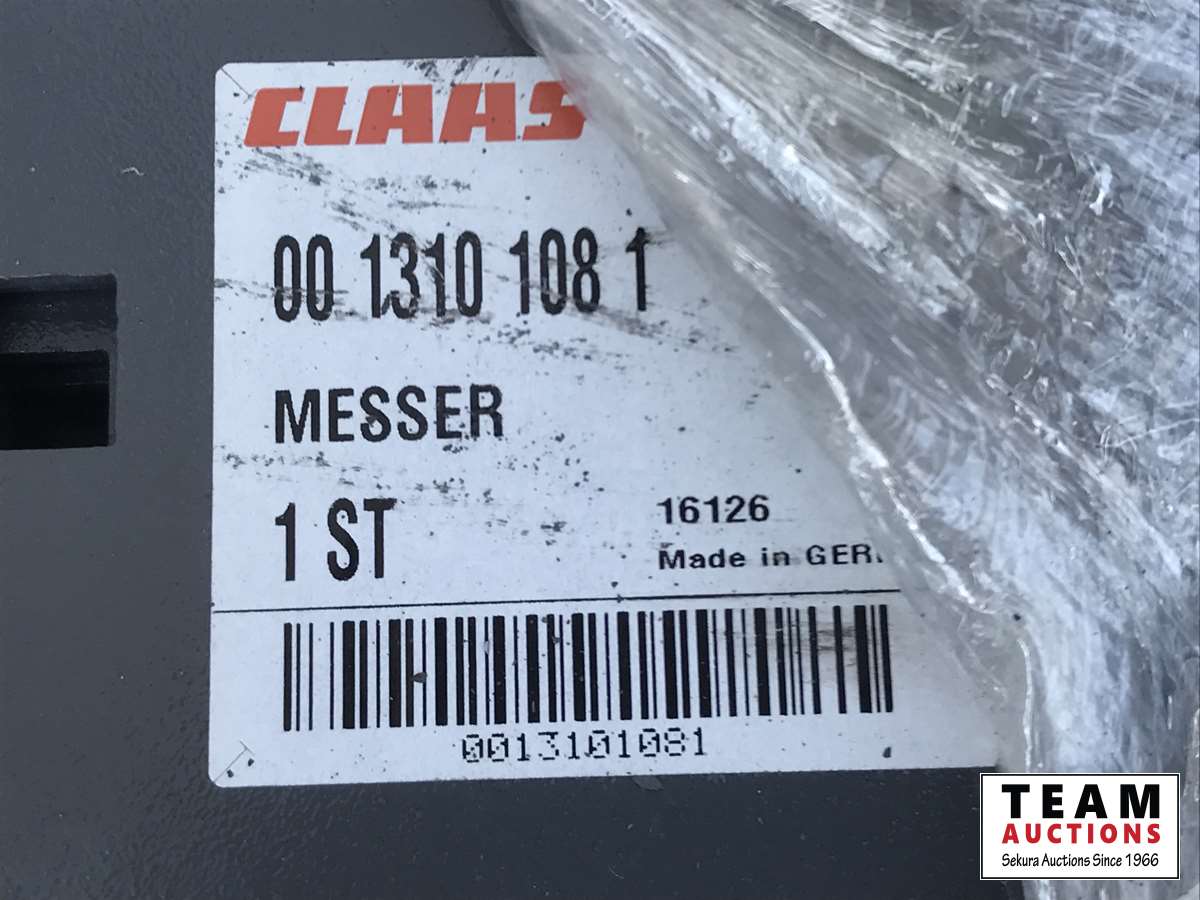 CLAAS
00 1310 108 1
MESSER
1 ST
16126
Made in GER
0013101081
TEAM
AUCTIONS
Sekura Auctions Since 1966